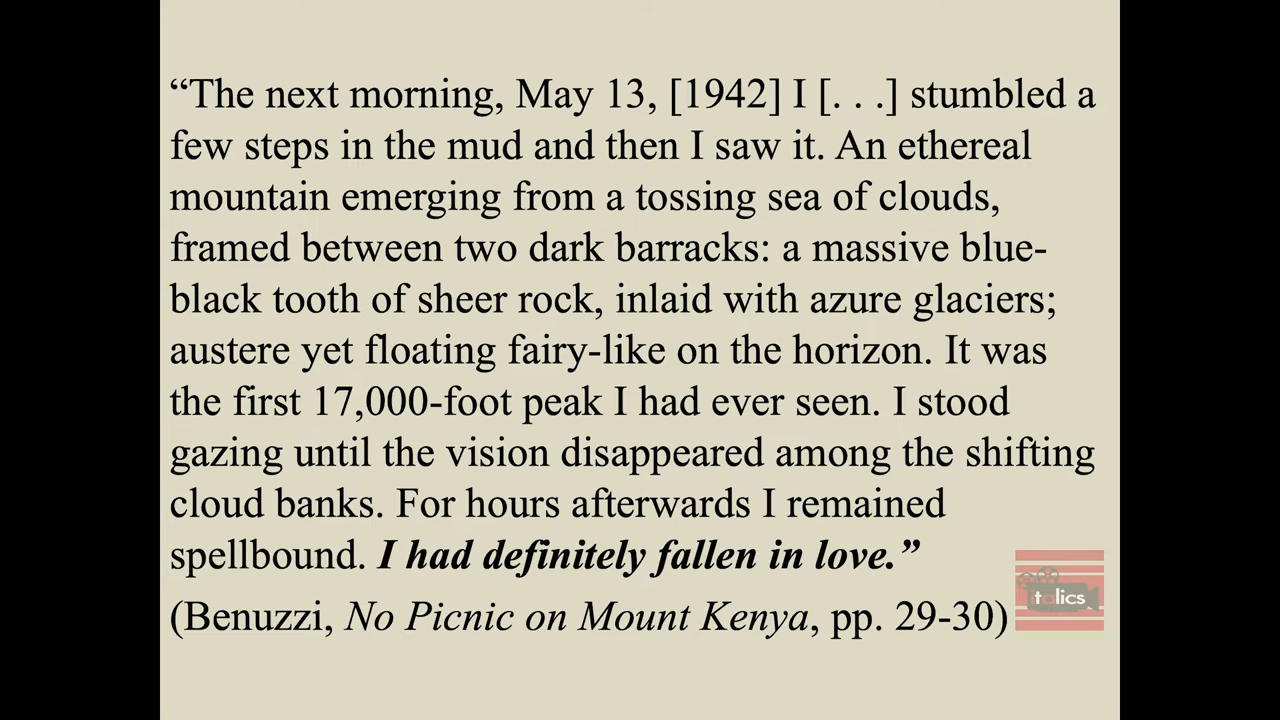 “The next morning, May 13, [1942] I [. . .] stumbled a
few steps in the mud and then I saw it. An ethereal
mountain emerging from a tossing sea of clouds,
framed between two dark barracks: a massive blue-
black tooth of sheer rock, inlaid with azure glaciers;
austere yet floating fairy-like on the horizon. It was
the first 17,000-foot peak I had ever seen. I stood
gazing until the vision disappeared among the shifting
cloud banks. For hours afterwards I remained
spellbound. I had definitely fallen in love.”
(Benuzzi, No Picnic on Mount Kenya, pp. 29-30)
italics